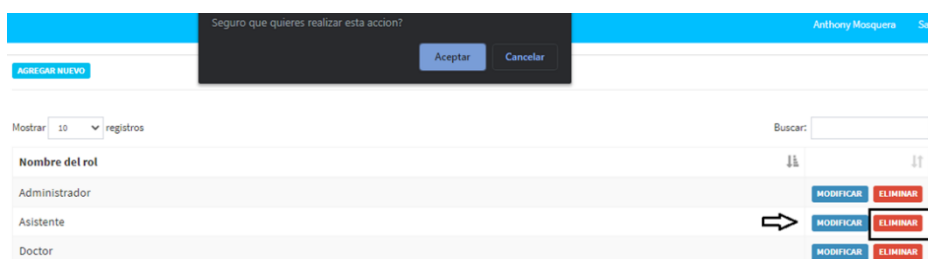 Seguro que quieres realizar esta accion?
Anthony Mosquera
Aceptar Cancelar
AGREGAR NUEVO
Mostrar 10 registros Buscar:
Nombre del rol
Administrador MODIFICAR ELIMINAR
Asistente MODIFICAR ELIMINAR
Doctor MODIFICAR ELIMINAR